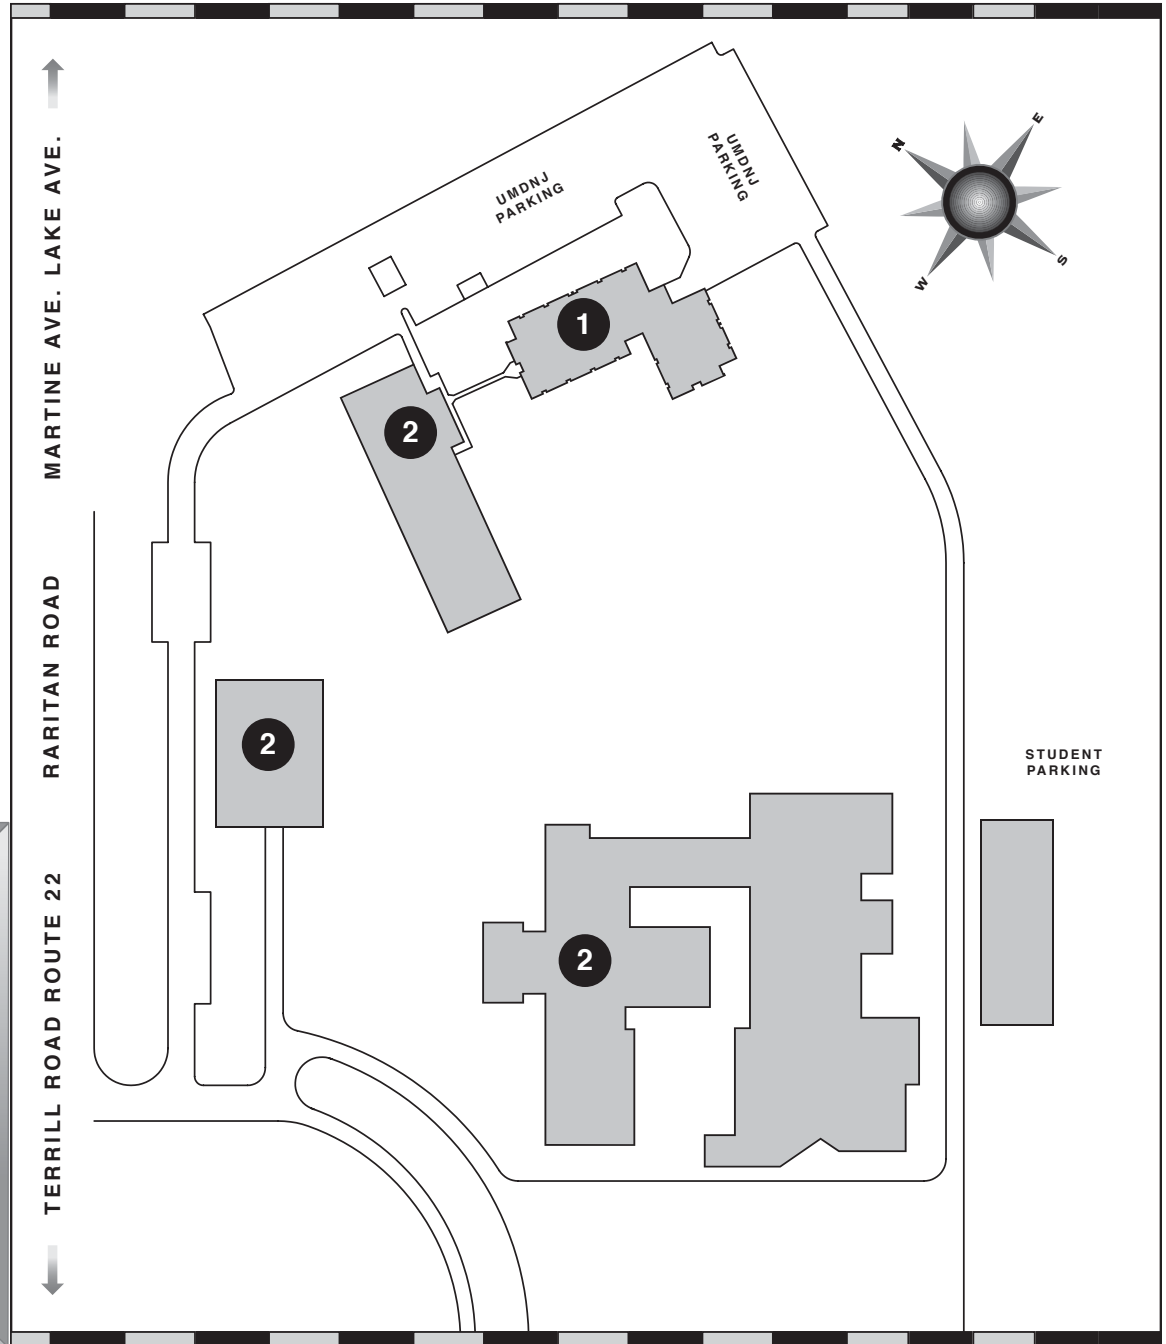 MARTINE AVE. LAKE AVE.
RARITAN ROAD
TERRILL ROAD ROUTE 22
UMDNJ
PARKING
UMDNJ
PARKING
N
E
W
S
1
2
2
2
STUDENT
PARKING